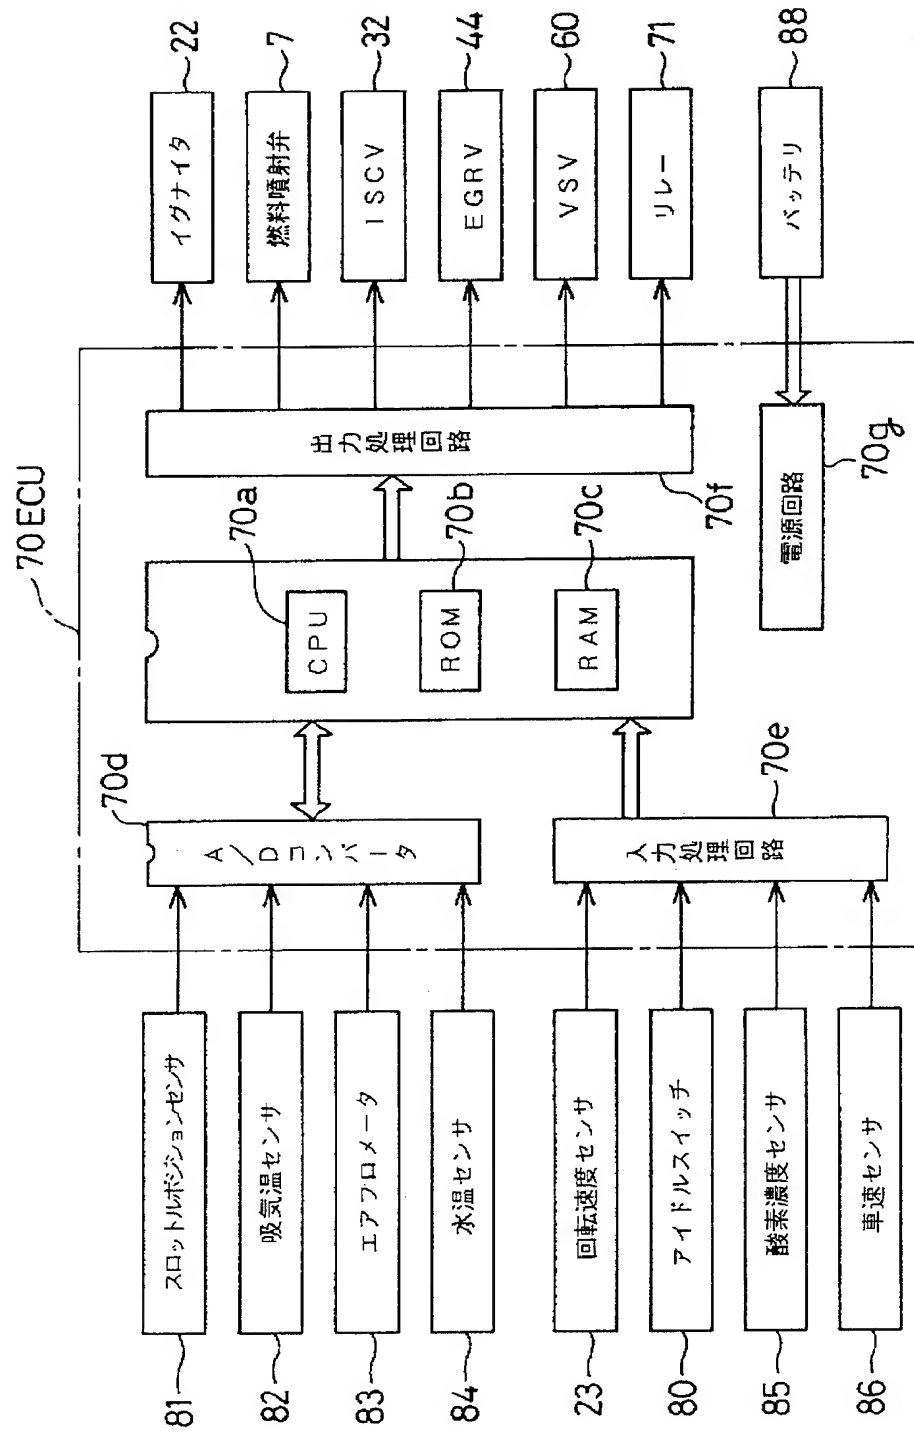 70 ECU
スロットルポジションセンサ
81
吸気温センサ
82
エアフロメータ
83
水温センサ
84
回転速度センサ
23
アイドルスイッチ
80
酸素濃度センサ
85
車速センサ
86
A/Dコンバータ
70d
入力処理回路
70e
CPU
70a
ROM
70b
RAM
70c
出力処理回路
70f
電源回路
70g
イグナイタ
22
燃料噴射弁
7
ISCV
32
EGRV
44
VSV
60
リレー
71
バッテリ
88